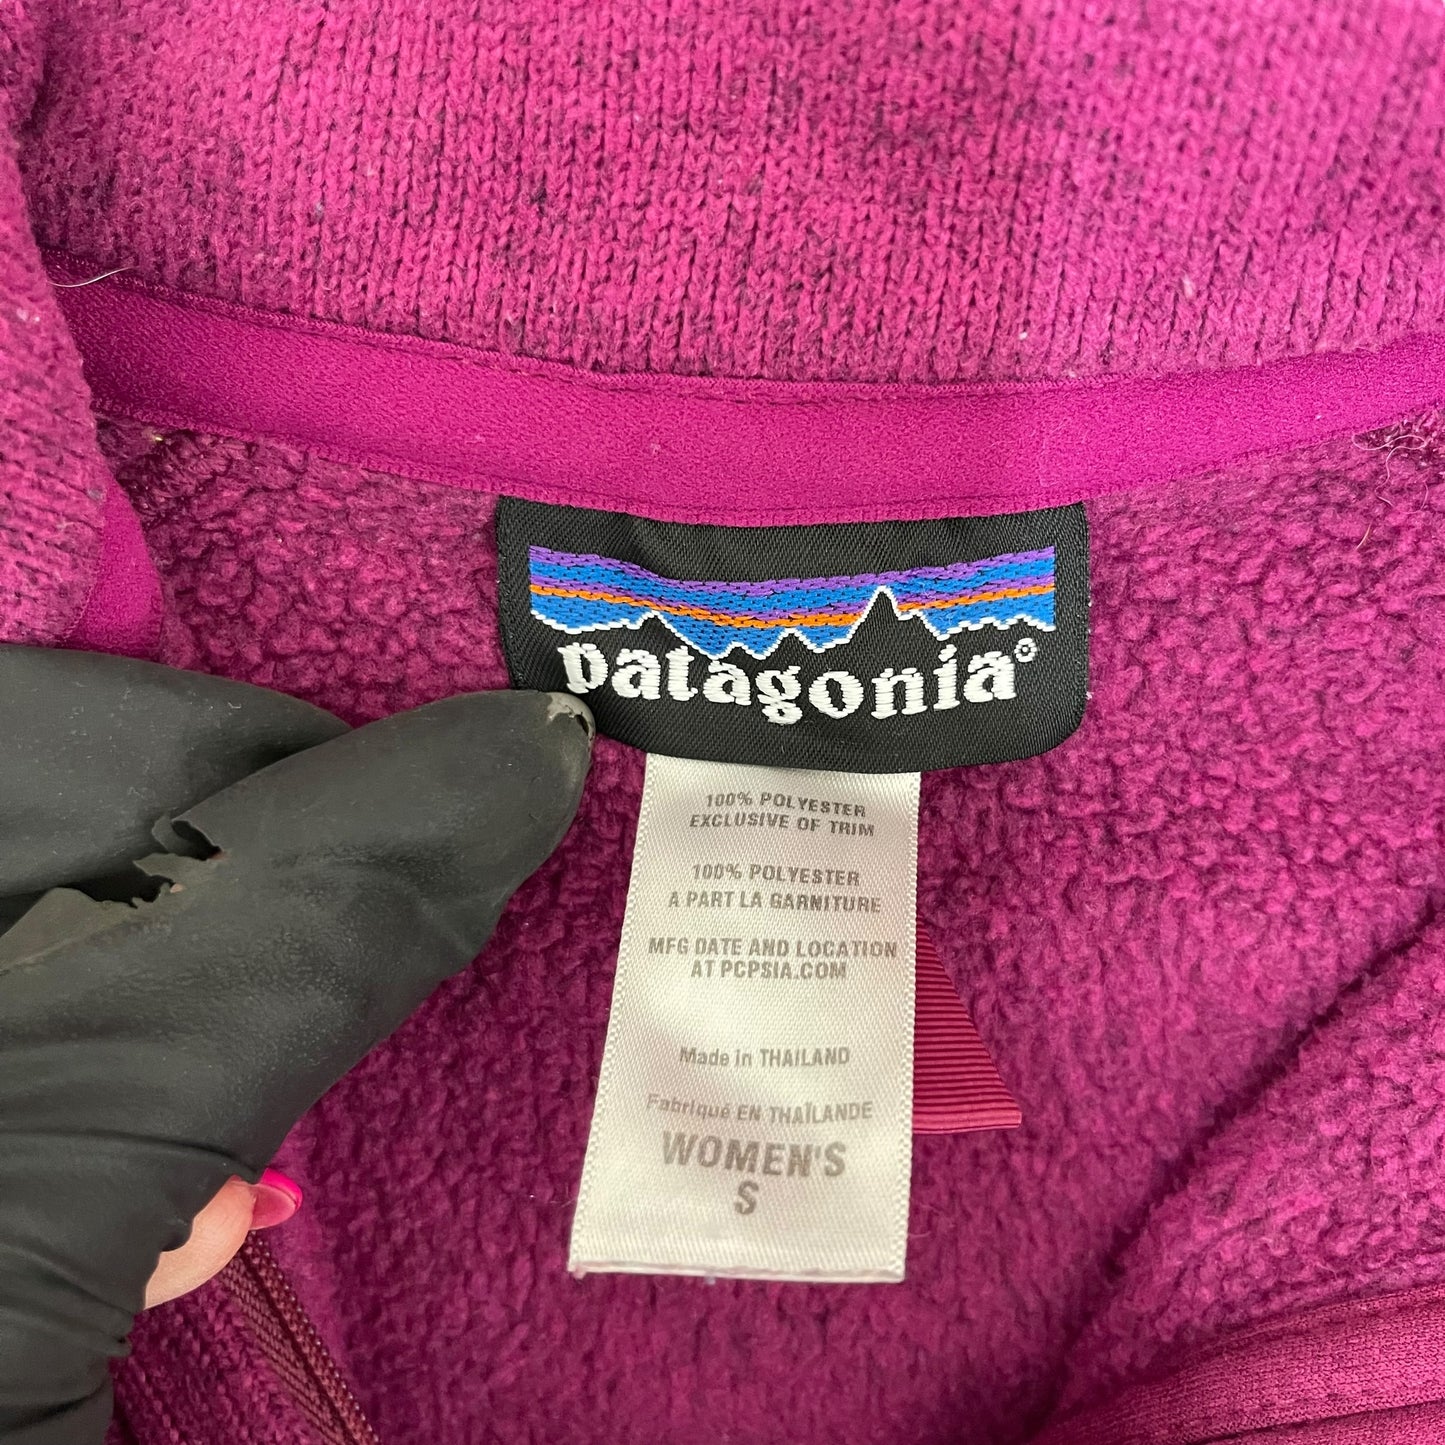 patagonia®
100% POLYESTER
EXCLUSIVE OF TRIM
100% POLYESTER
A PART LA GARNITURE
MFG DATE AND LOCATION
AT PCPSIA.COM
Made in THAILAND
Fabriqué EN THAÏLANDE
WOMEN'S
S